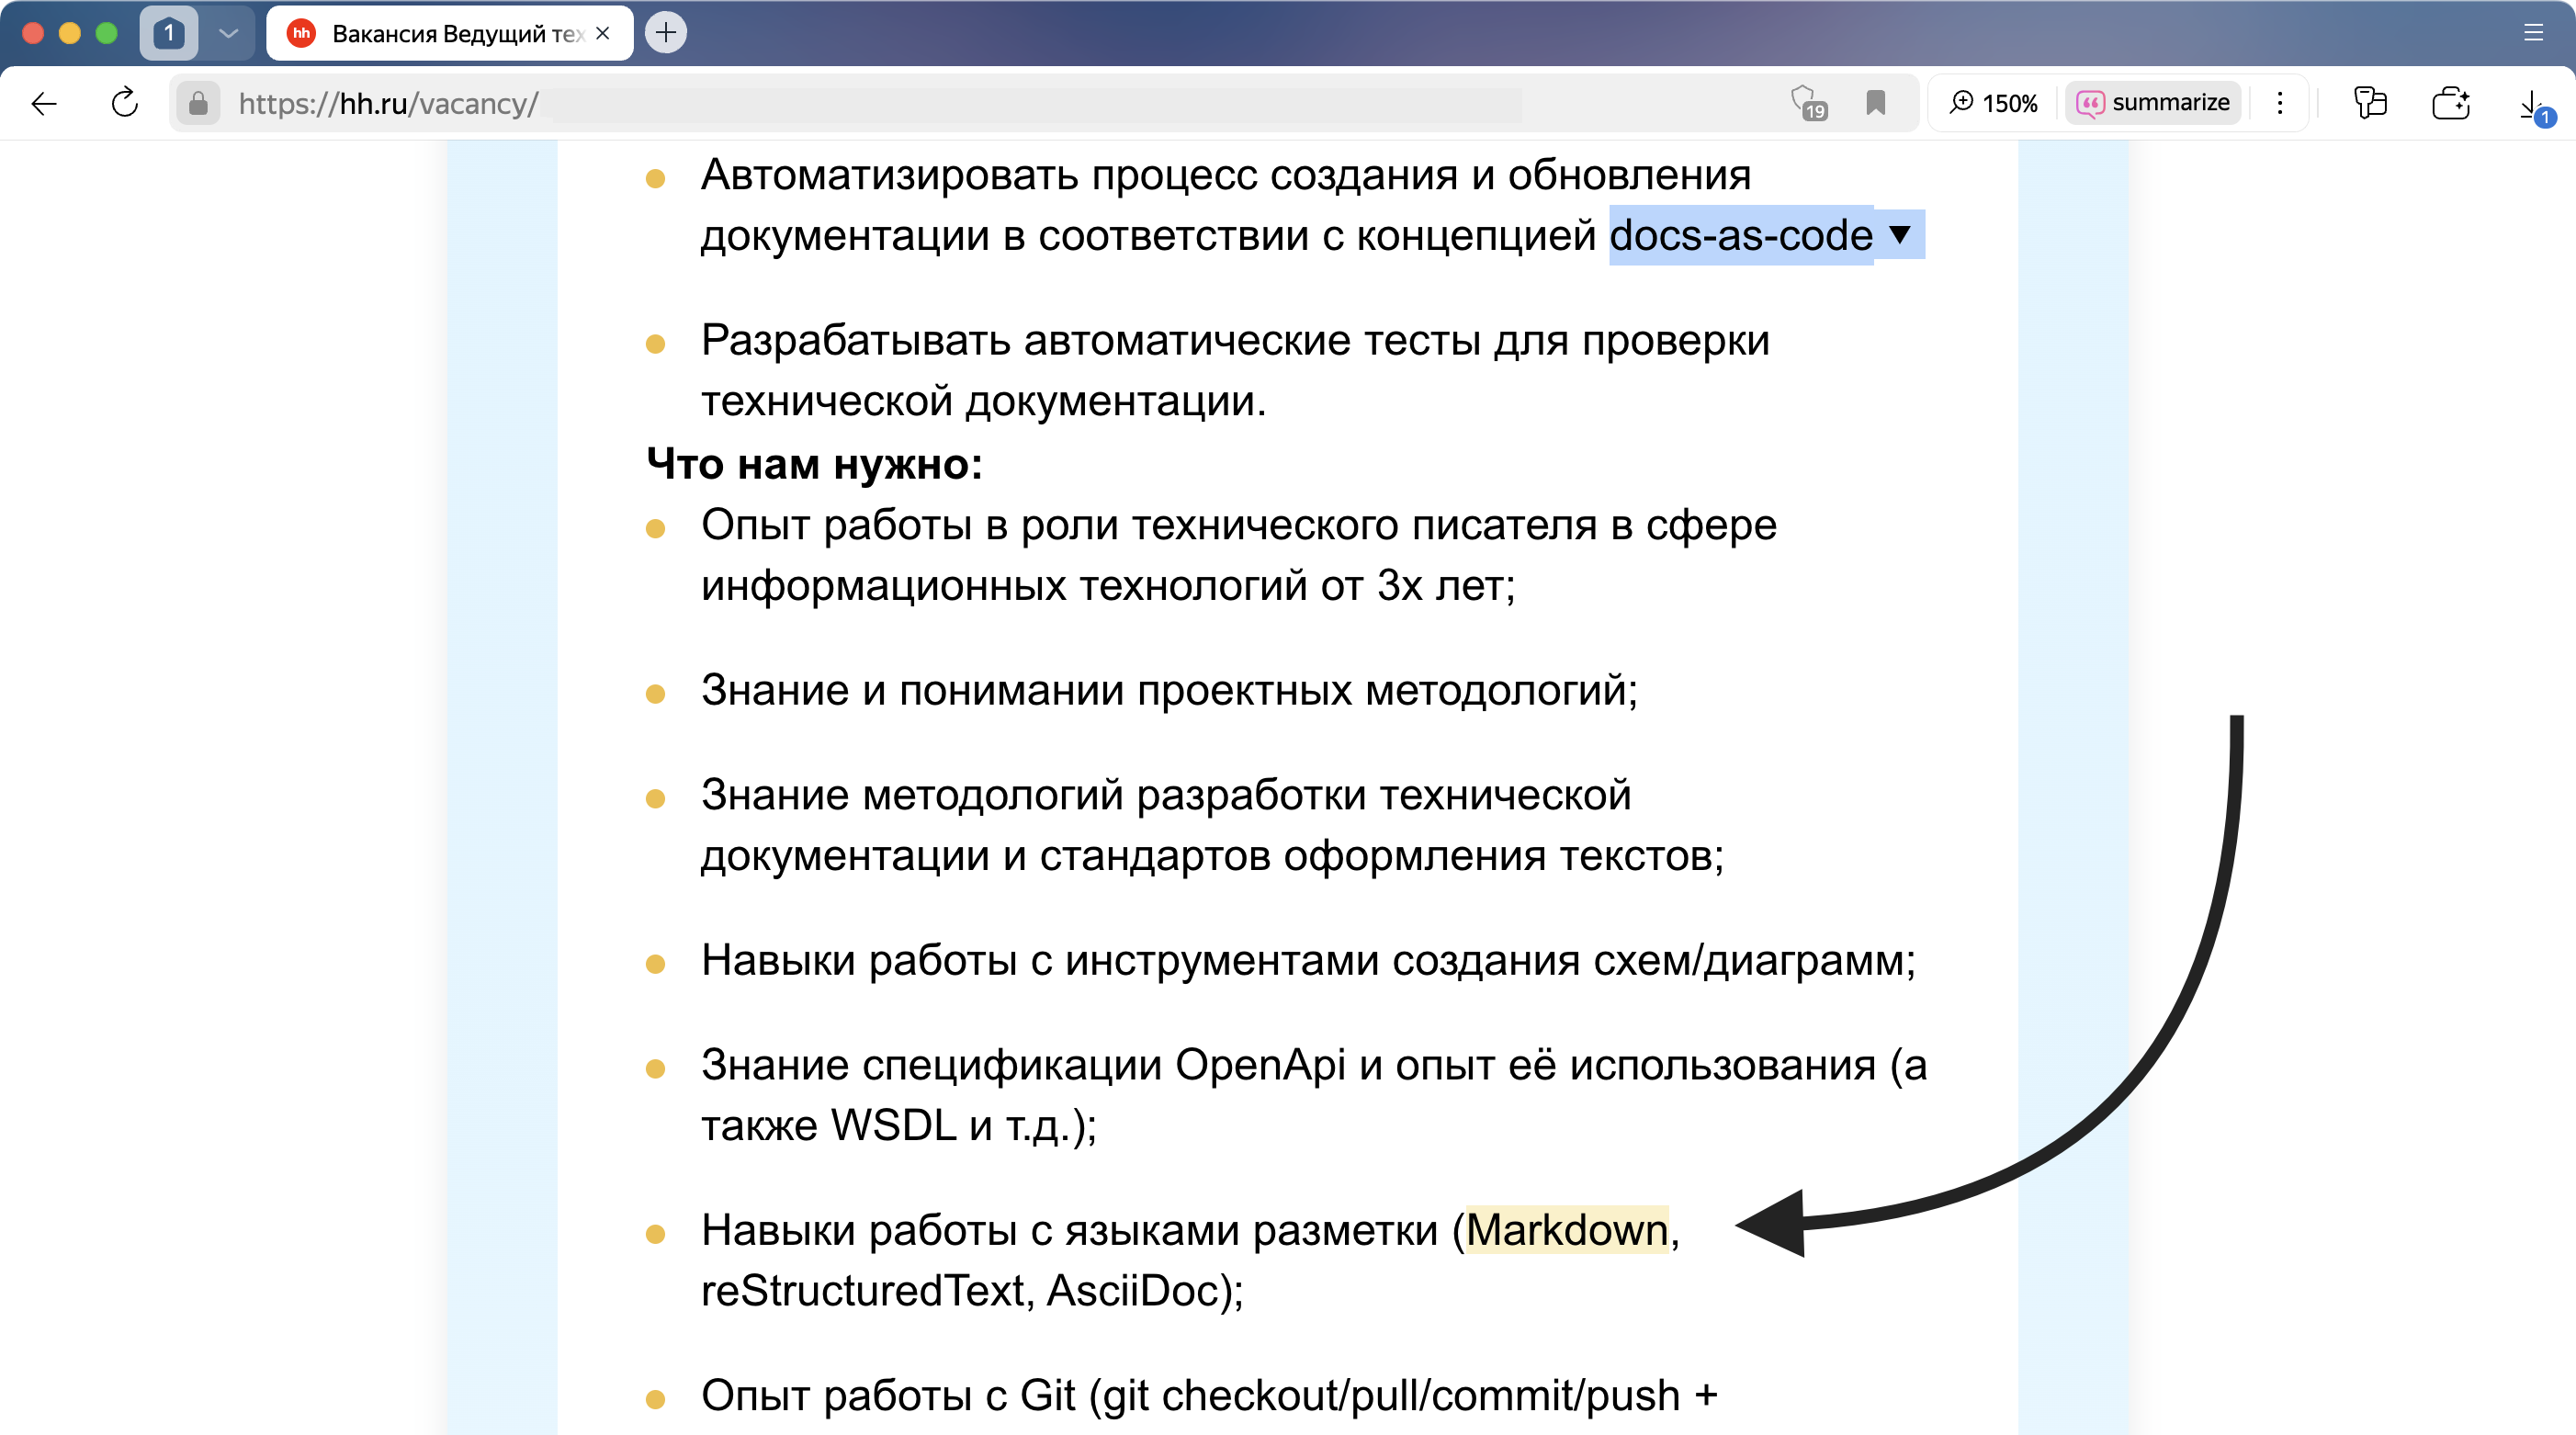 1
hh Вакансия Ведущий тех
https://hh.ru/vacancy/
19
150%
summarize
1
Автоматизировать процесс создания и обновления
документации в соответствии с концепцией docs-as-code
Разрабатывать автоматические тесты для проверки
технической документации.
Что нам нужно:
Опыт работы в роли технического писателя в сфере
информационных технологий от 3х лет;
Знание и понимании проектных методологий;
Знание методологий разработки технической
документации и стандартов оформления текстов;
Навыки работы с инструментами создания схем/диаграмм;
Знание спецификации OpenApi и опыт её использования (а
также WSDL и т.д.);
Навыки работы с языками разметки (Markdown,
reStructuredText, AsciiDoc);
Опыт работы с Git (git checkout/pull/commit/push +